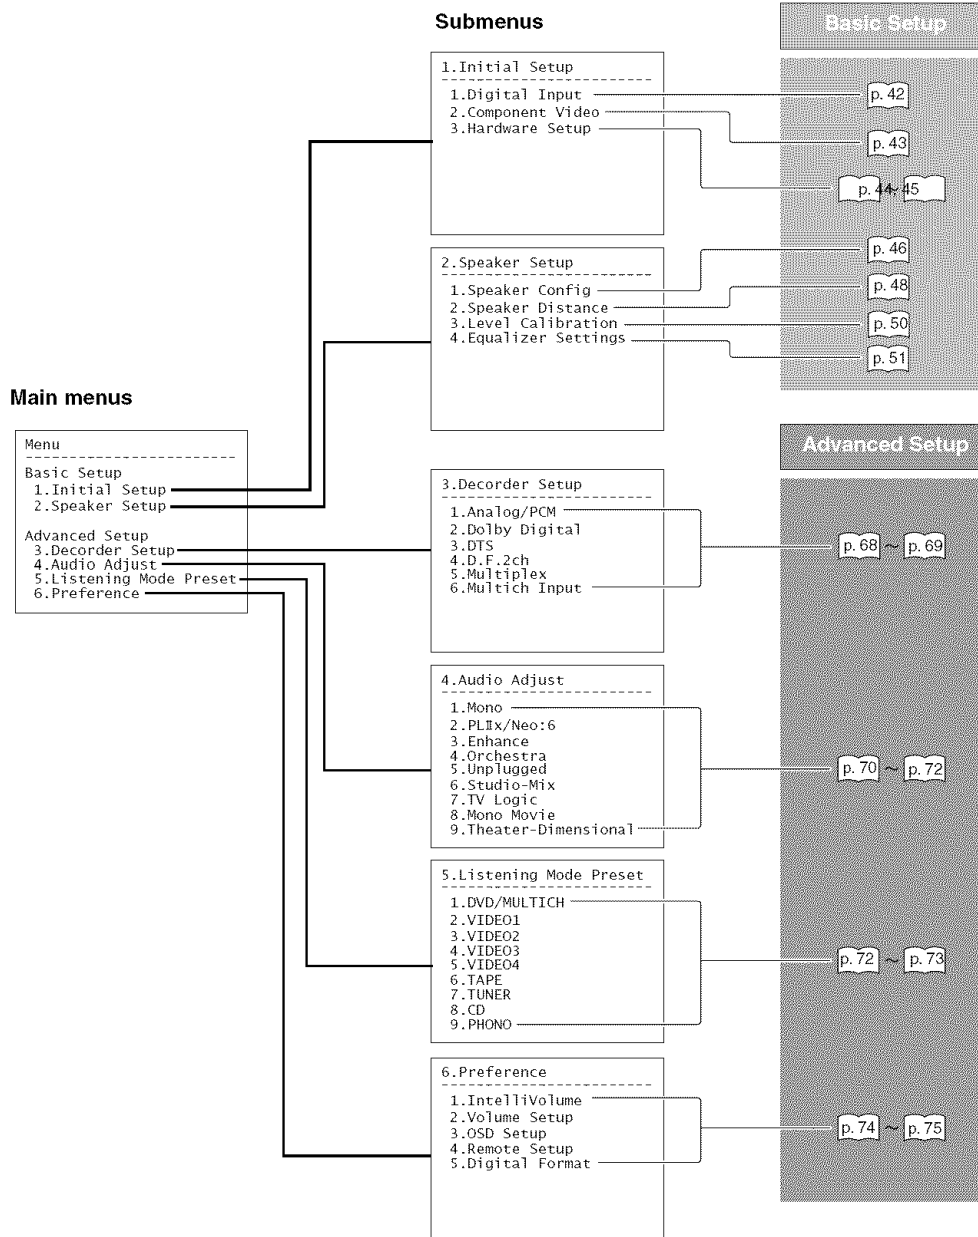 Submenus
Basic Setup
1.Initial Setup
1.Digital Input
2.Component Video
3.Hardware Setup
p. 42
p. 43
p. 44~ 45
2.Speaker Setup
1.Speaker Config
2.Speaker Distance
3.Level Calibration
4.Equalizer Settings
p. 46
p. 48
p. 50
p. 51
Main menus
Menu
Basic Setup
1.Initial Setup
2.Speaker Setup
Advanced Setup
3.Decorder Setup
4.Audio Adjust
5.Listening Mode Preset
6.Preference
Advanced Setup
3.Decorder Setup
1.Analog/PCM
2.Dolby Digital
3.DTS
4.D.F.2ch
5.Multiplex
6.Multich Input
p. 68 ~ p. 69
4.Audio Adjust
1.Mono
2.PLⅡx/Neo:6
3.Enhance
4.Orchestra
5.Unplugged
6.Studio-Mix
7.TV Logic
8.Mono Movie
9.Theater-Dimensional
p. 70 ~ p. 72
5.Listening Mode Preset
1.DVD/MULTICH
2.VIDEO1
3.VIDEO2
4.VIDEO3
5.VIDEO4
6.TAPE
7.TUNER
8.CD
9.PHONO
p. 72 ~ p. 73
6.Preference
1.IntelliVolume
2.Volume Setup
3.OSD Setup
4.Remote Setup
5.Digital Format
p. 74 ~ p. 75